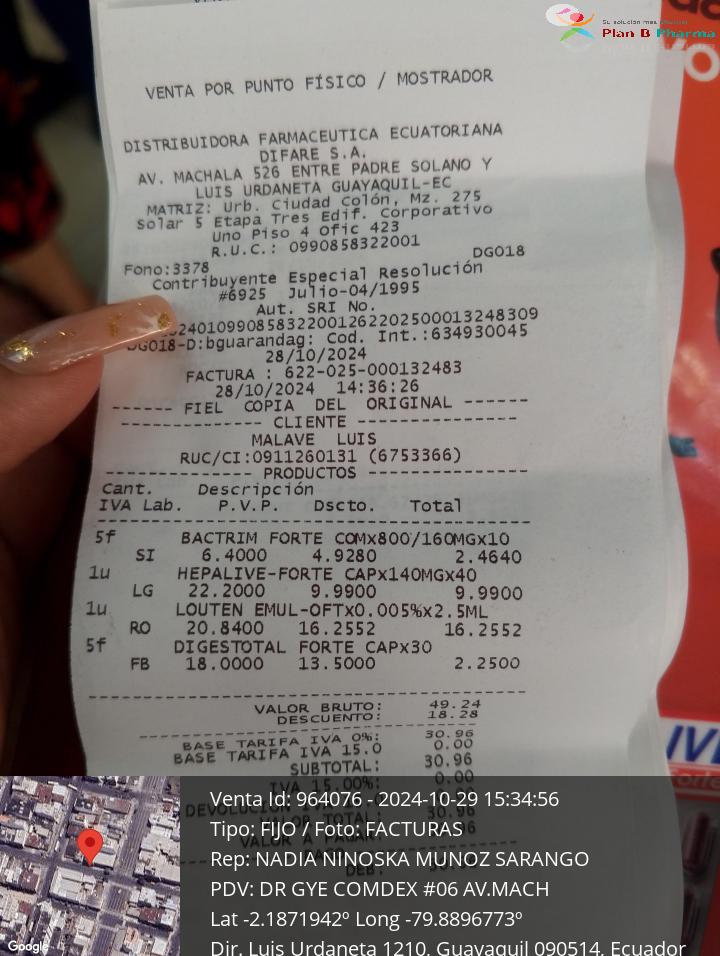 Plan B Pharma
VENTA POR PUNTO FÍSICO / MOSTRADOR
DISTRIBUIDORA FARMACEUTICA ECUATORIANA
DIFARE S.A.
AV. MACHALA 526 ENTRE PADRE SOLANO Y
LUIS URDANETA GUAYAQUIL-EC
MATRIZ: Urb. Ciudad Colón, Mz. 275
Solar 5 Etapa Tres Edif. Corporativo
Uno Piso 4 Ofic 423
R.U.C.: 0990858322001
Fono:3378 DG018
Contribuyente Especial Resolución
#6925 Julio-04/1995
Aut. SRI No.
DG018-D:bguarandag: Cod. Int.:634930045
28/10/2024
FACTURA : 622-025-000132483
28/10/2024 14:36:26
------ FIEL COPIA DEL ORIGINAL ------
------------- CLIENTE ---------------
MALAVE LUIS
RUC/CI:0911260131 (6753366)
------------- PRODUCTOS -------------
Cant. Descripción
IVA Lab. P.V.P. Dscto. Total
5f BACTRIM FORTE COMx800/160MGx10
SI 6.4000 4.9280 2.4640
1u HEPALIVE-FORTE CAPx140MGx40
LG 22.2000 9.9900 9.9900
1u LOUTEN EMUL-OFTx0.005%x2.5ML
RO 20.8400 16.2552 16.2552
5f DIGESTOTAL FORTE CAPx30
FB 18.0000 13.5000 2.2500
VALOR BRUTO: 49.24
DESCUENTO: 18.28
BASE TARIFA IVA 0%: 30.96
BASE TARIFA IVA 15.0 0.00
SUBTOTAL: 30.96
IVA 15.00%: 0.00
Venta Id: 964076 - 2024-10-29 15:34:56
Tipo: FIJO / Foto: FACTURAS
Rep: NADIA NINOSKA MUNOZ SARANGO
PDV: DR GYE COMDEX #06 AV.MACH
Lat -2.1871942º Long -79.8896773º
Dir. Luis Urdaneta 1210, Guayaquil 090514, Ecuador
Google